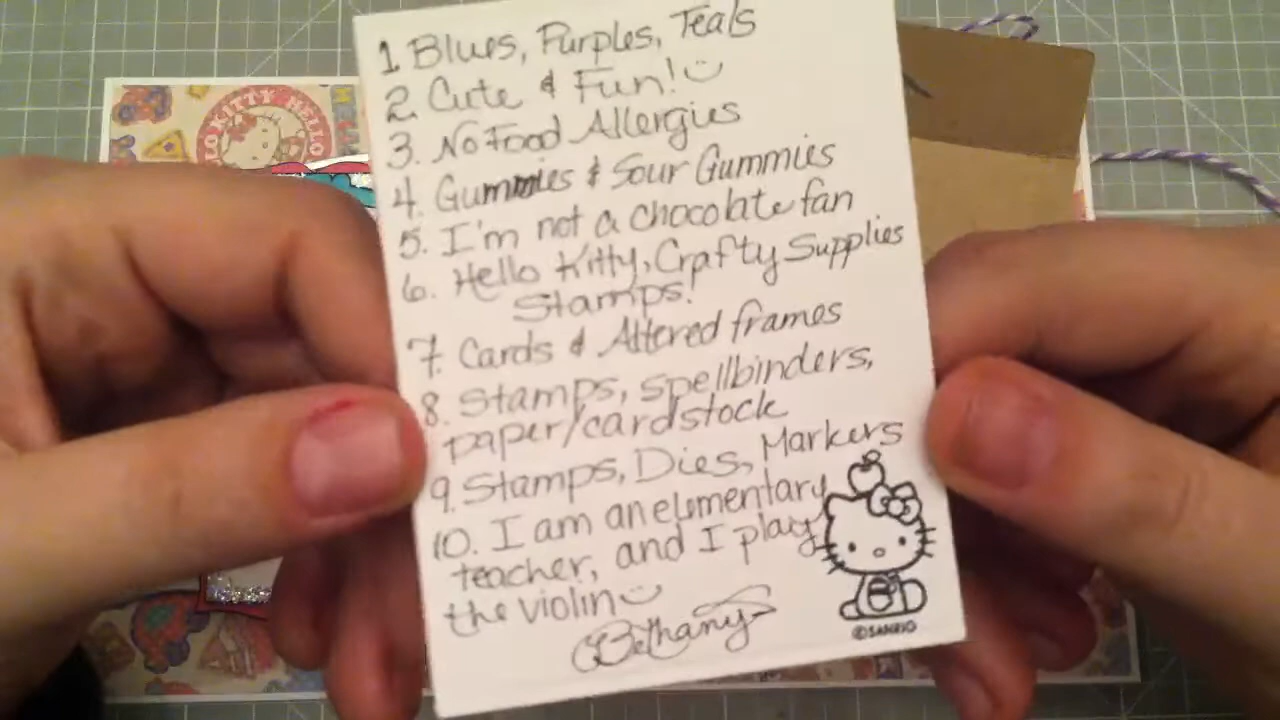 1. Blues, Purples, Teals
2. Cute & Fun!
3. No Food Allergies
4. Gummies & Sour Gummies
5. I'm not a chocolate fan
6. Hello Kitty, Crafty Supplies
Stamps!
7. Cards & Altered frames
8. Stamps, spellbinders,
paper/cardstock
9. Stamps, Dies, Markers
10. I am an elementary
teacher, and I play
the violin
Bethany
©SANRIO
KITTY HELLO